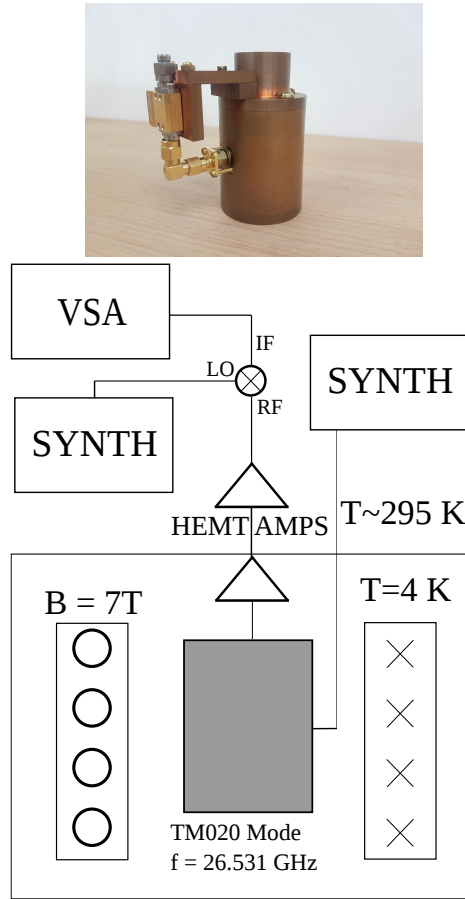 VSA
IF
LO
RF
SYNTH
SYNTH
HEMT AMPS
T~295 K
B = 7T
T=4 K
TM020 Mode
f = 26.531 GHz